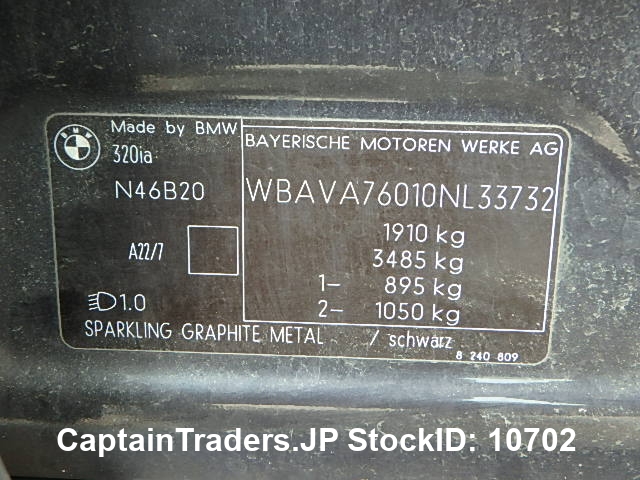 BMW
Made by BMW
320ia
N46B20
A22/7
1.0
BAYERISCHE MOTOREN WERKE AG
WBAVA76010NL33732
1910 kg
3485 kg
1- 895 kg
2- 1050 kg
SPARKLING GRAPHITE METAL / schwarz
8 240 809
CaptainTraders.JP StockID: 10702